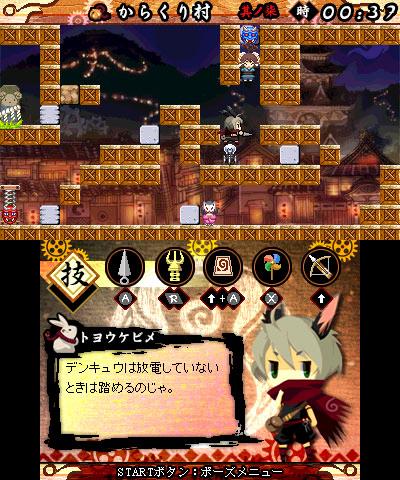 からくり村 其ノ柒 時 00:37
技
A R ↑+A X ↑
トヨウケビメ
デンキュウは放電していない
ときは踏めるのじゃ。
STARTボタン：ポーズメニュー